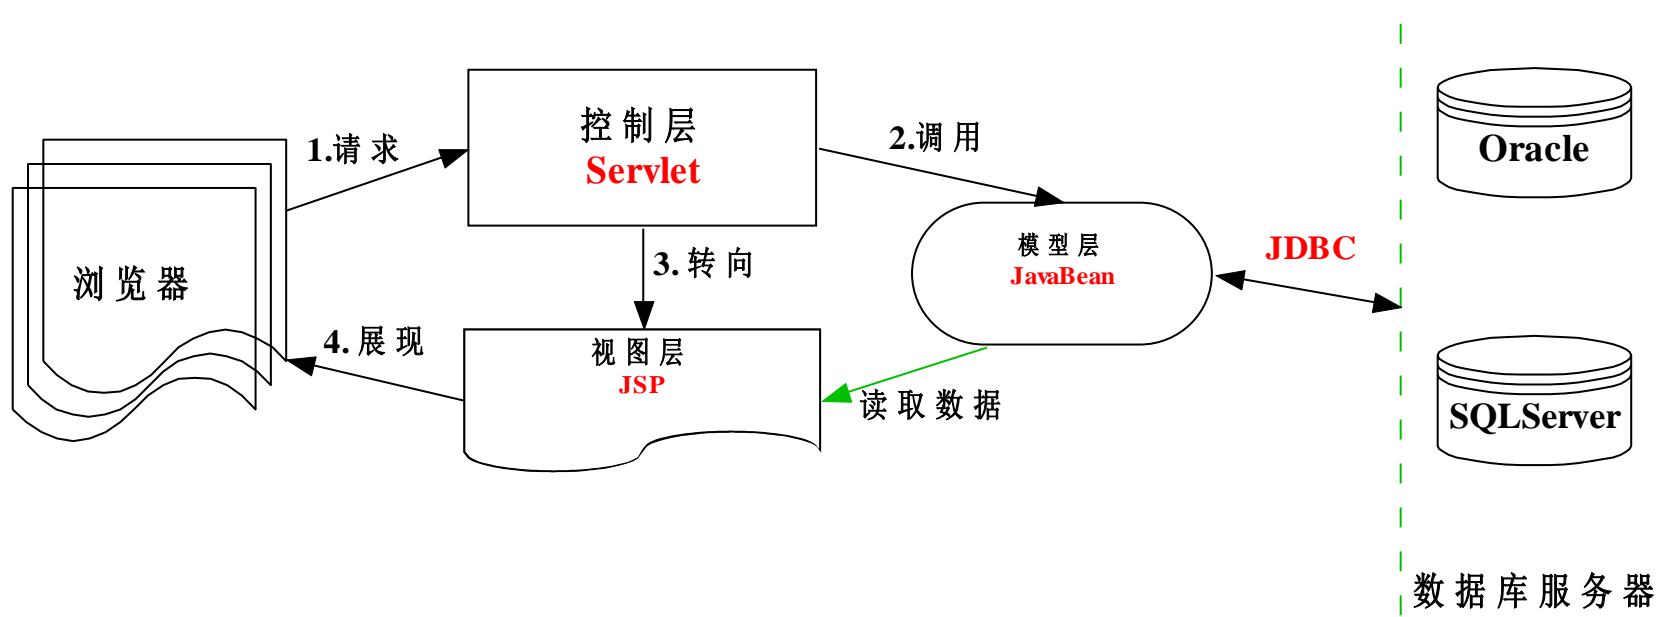 浏览器
1.请求
控制层
Servlet
2.调用
3.转向
模型层
JavaBean
JDBC
4.展现
视图层
JSP
读取数据
Oracle
SQLServer
数据库服务器